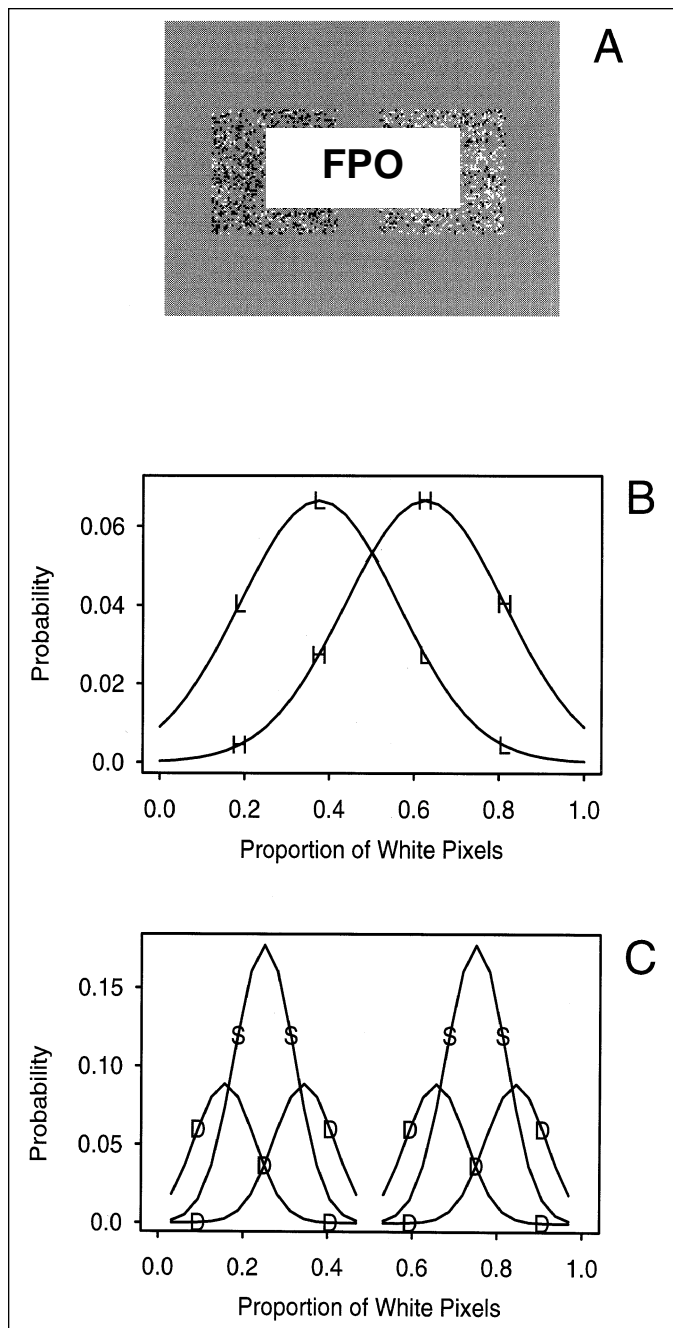 A
FPO
B
Probability
0.06
0.04
0.02
0.0
L
H
L
H
H
L
H
L
0.0 0.2 0.4 0.6 0.8 1.0
Proportion of White Pixels
C
Probability
0.15
0.10
0.05
0.0
S S S S
D D D D D D
D D D D
0.0 0.2 0.4 0.6 0.8 1.0
Proportion of White Pixels